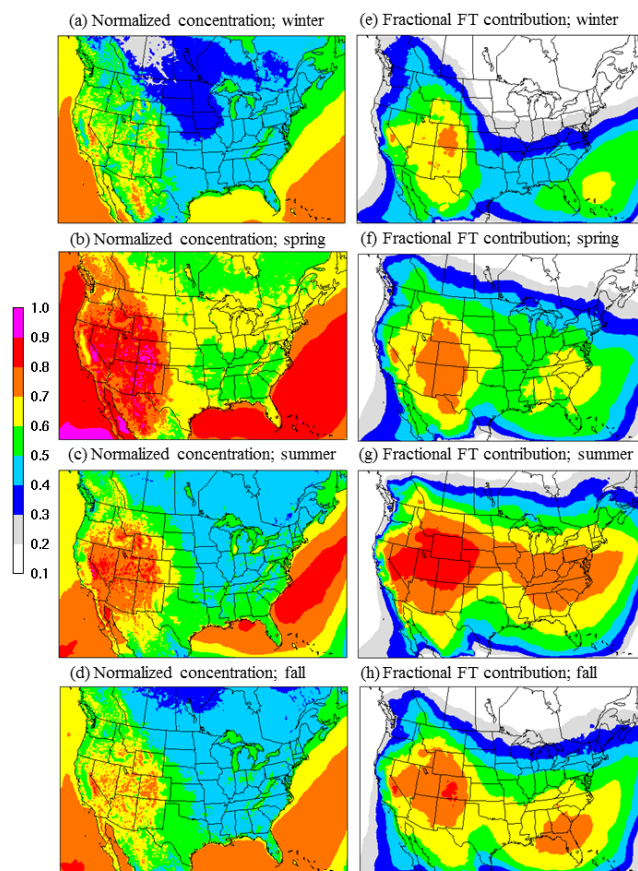 (a) Normalized concentration; winter
(e) Fractional FT contribution; winter
(b) Normalized concentration; spring
(f) Fractional FT contribution; spring
1.0
0.9
0.8
0.7
0.6
0.5
0.4
0.3
0.2
0.1
(c) Normalized concentration; summer
(g) Fractional FT contribution; summer
(d) Normalized concentration; fall
(h) Fractional FT contribution; fall